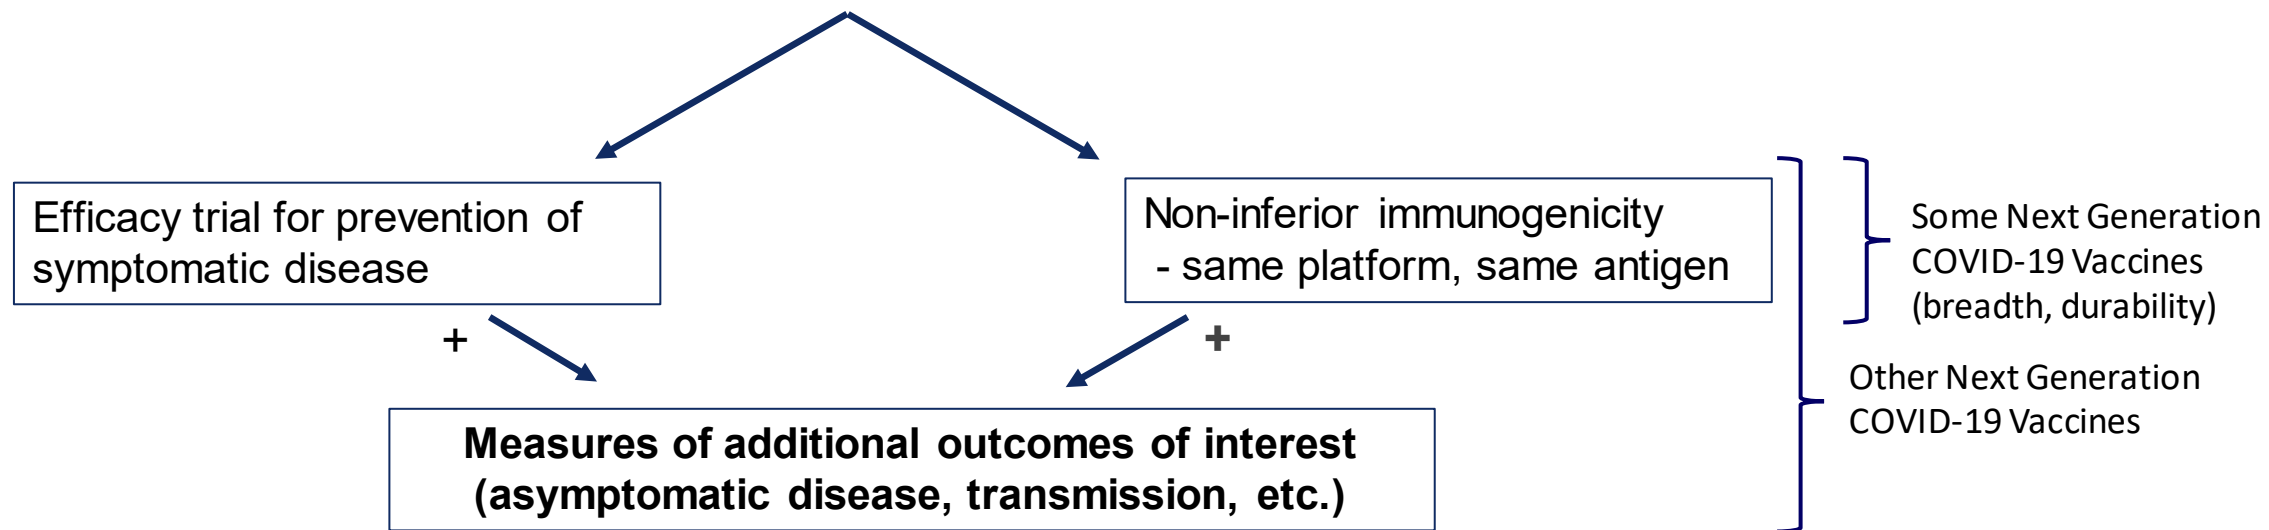 Efficacy trial for prevention of
symptomatic disease
Non-inferior immunogenicity
- same platform, same antigen
Some Next Generation
COVID-19 Vaccines
(breadth, durability)
+
+
Other Next Generation
COVID-19 Vaccines
Measures of additional outcomes of interest
(asymptomatic disease, transmission, etc.)